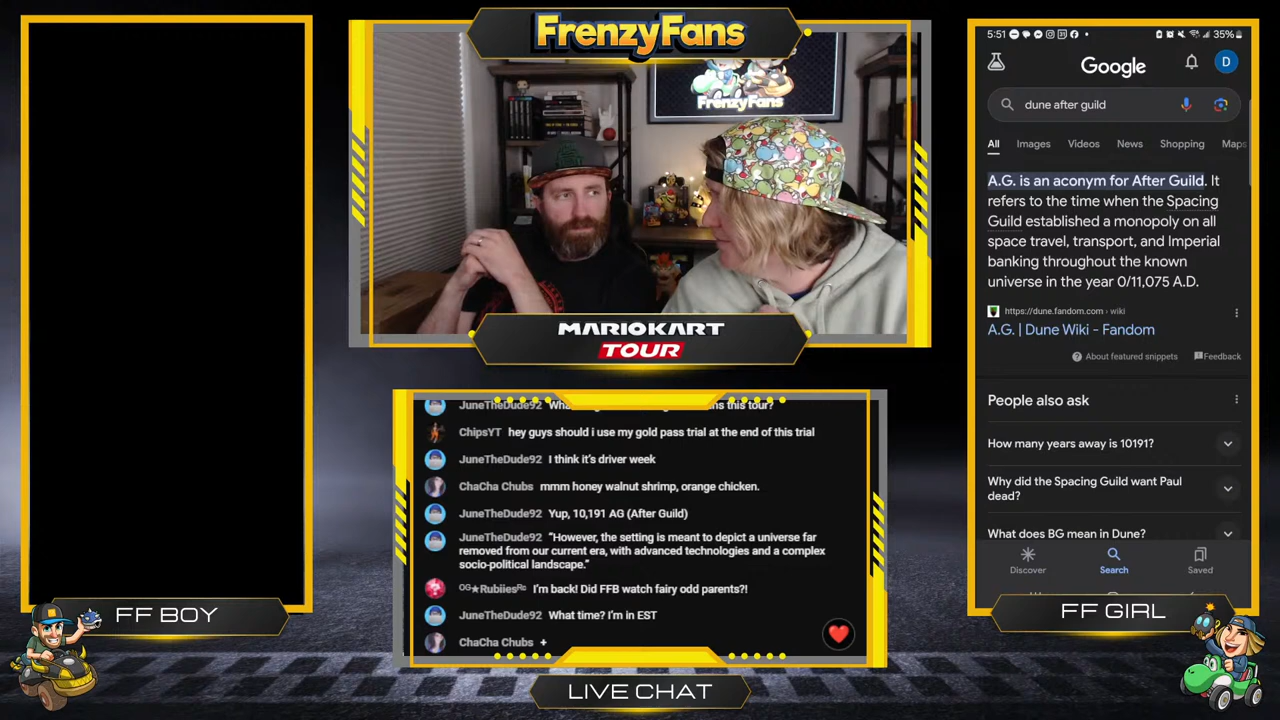 FrenzyFans
FrenzyFans
MARIOKART
TOUR
JuneTheDude92
this tour?
ChipsYT hey guys should i use my gold pass trial at the end of this trial
JuneTheDude92 I think it's driver week
ChaCha Chubs mmm honey walnut shrimp, orange chicken.
JuneTheDude92 Yup, 10,191 AG (After Guild)
JuneTheDude92 "However, the setting is meant to depict a universe far
removed from our current era, with advanced technologies and a complex
socio-political landscape."
OG★Rubiies I'm back! Did FFB watch fairy odd parents?!
JuneTheDude92 What time? I'm in EST
ChaCha Chubs +
LIVE CHAT
FF BOY
5:51
35%
Google
D
dune after guild
All Images Videos News Shopping Maps
A.G. is an aconym for After Guild. It
refers to the time when the Spacing
Guild established a monopoly on all
space travel, transport, and Imperial
banking throughout the known
universe in the year 0/11,075 A.D.
https://dune.fandom.com › wiki
A.G. | Dune Wiki - Fandom
About featured snippets Feedback
People also ask
How many years away is 10191?
Why did the Spacing Guild want Paul
dead?
What does BG mean in Dune?
Discover Search Saved
FF GIRL